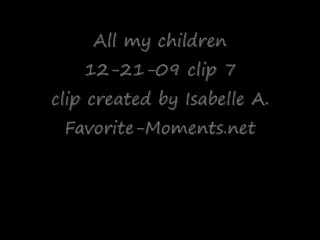 All my children
12-21-09 clip 7
clip created by Isabelle A.
Favorite-Moments.net